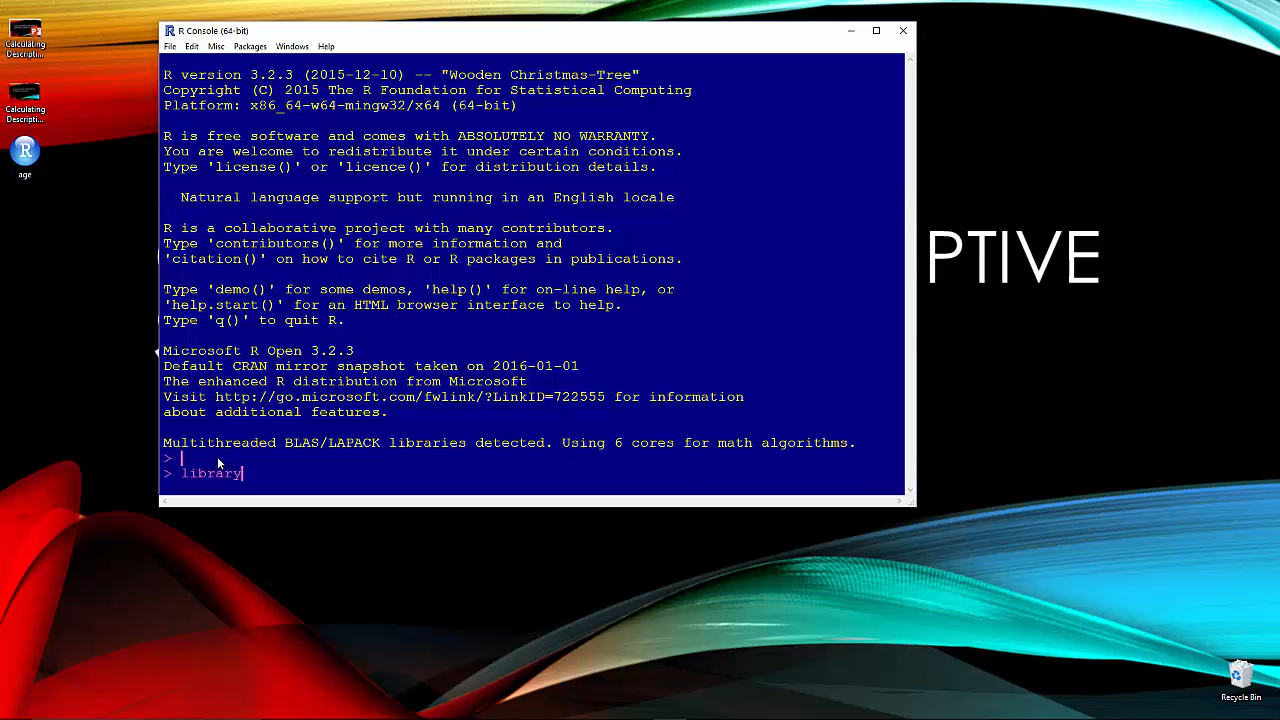 Calculating
Descripti...
Calculating
Descripti...
age
R Console (64-bit)
File Edit Misc Packages Windows Help
R version 3.2.3 (2015-12-10) -- "Wooden Christmas-Tree"
Copyright (C) 2015 The R Foundation for Statistical Computing
Platform: x86_64-w64-mingw32/x64 (64-bit)
R is free software and comes with ABSOLUTELY NO WARRANTY.
You are welcome to redistribute it under certain conditions.
Type 'license()' or 'licence()' for distribution details.
Natural language support but running in an English locale
R is a collaborative project with many contributors.
Type 'contributors()' for more information and
'citation()' on how to cite R or R packages in publications.
Type 'demo()' for some demos, 'help()' for on-line help, or
'help.start()' for an HTML browser interface to help.
Type 'q()' to quit R.
Microsoft R Open 3.2.3
Default CRAN mirror snapshot taken on 2016-01-01
The enhanced R distribution from Microsoft
Visit http://go.microsoft.com/fwlink/?LinkID=722555 for information
about additional features.
Multithreaded BLAS/LAPACK libraries detected. Using 6 cores for math algorithms.
>
> library
PTIVE
Recycle Bin